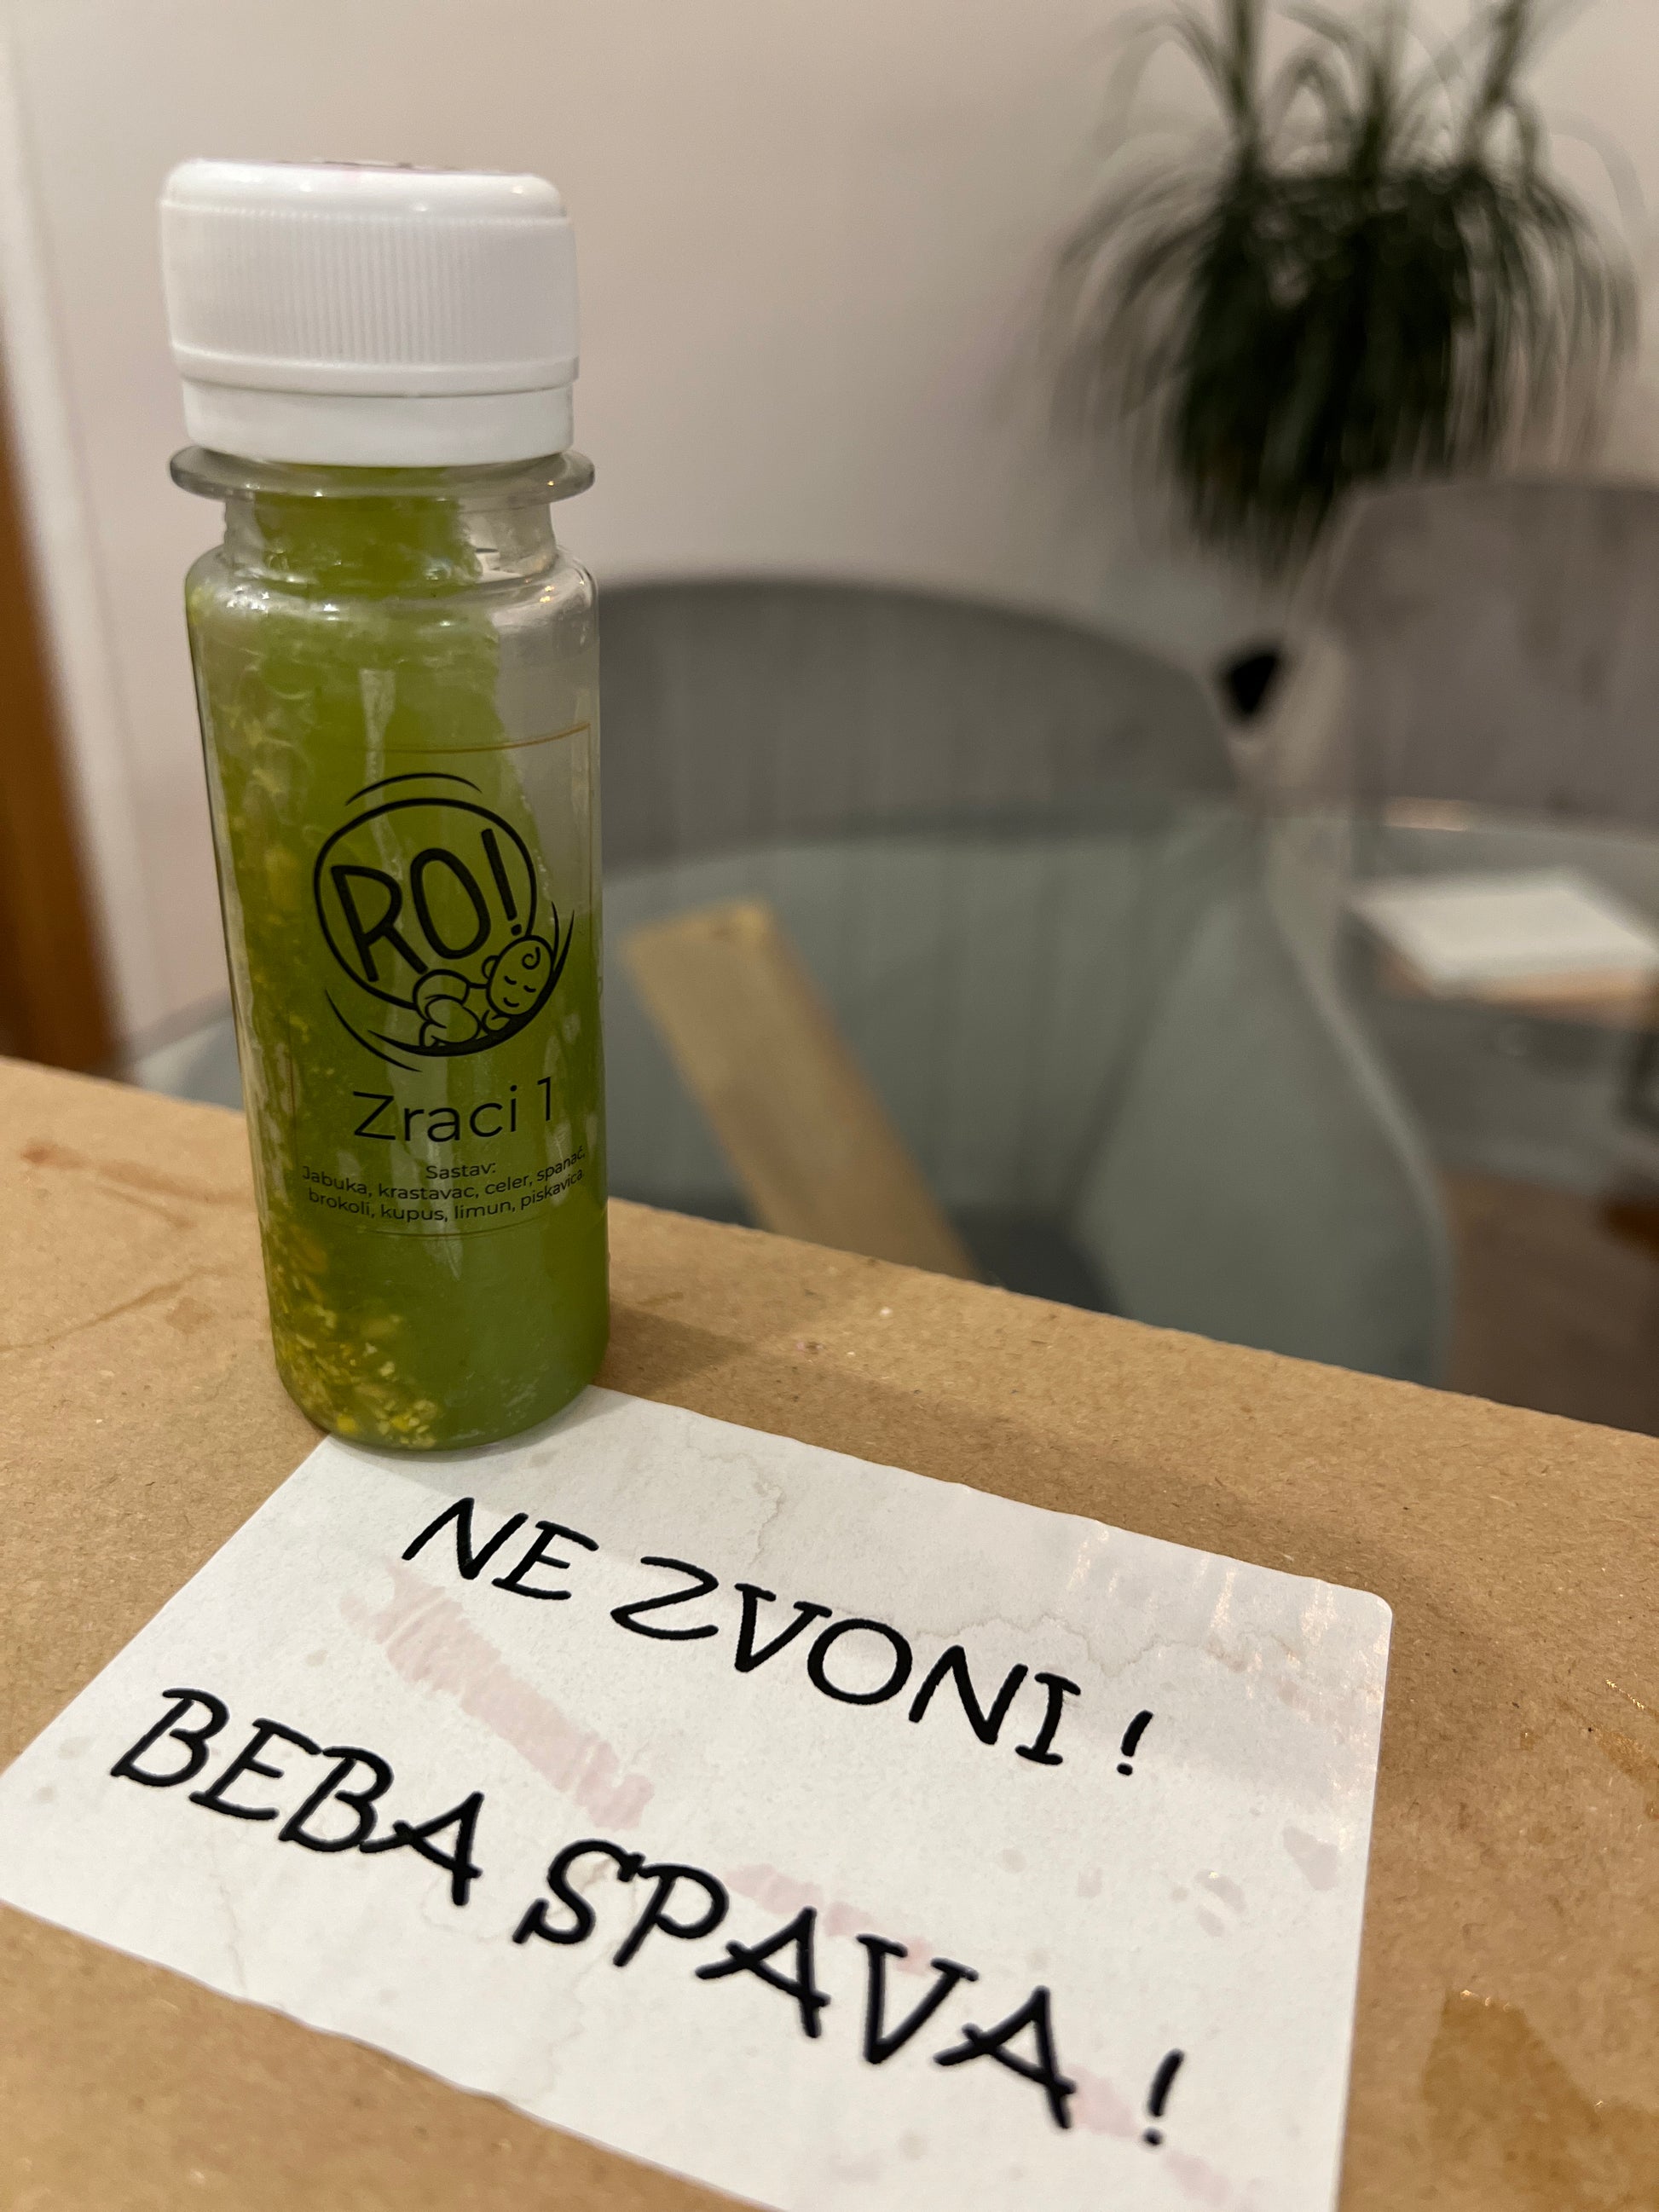 RO!
Zraci 1
Sastav:
Jabuka, krastavac, celer, spanać,
brokoli, kupus, limun, piskavica.
NE ZVONI!
BEBA SPAVA!